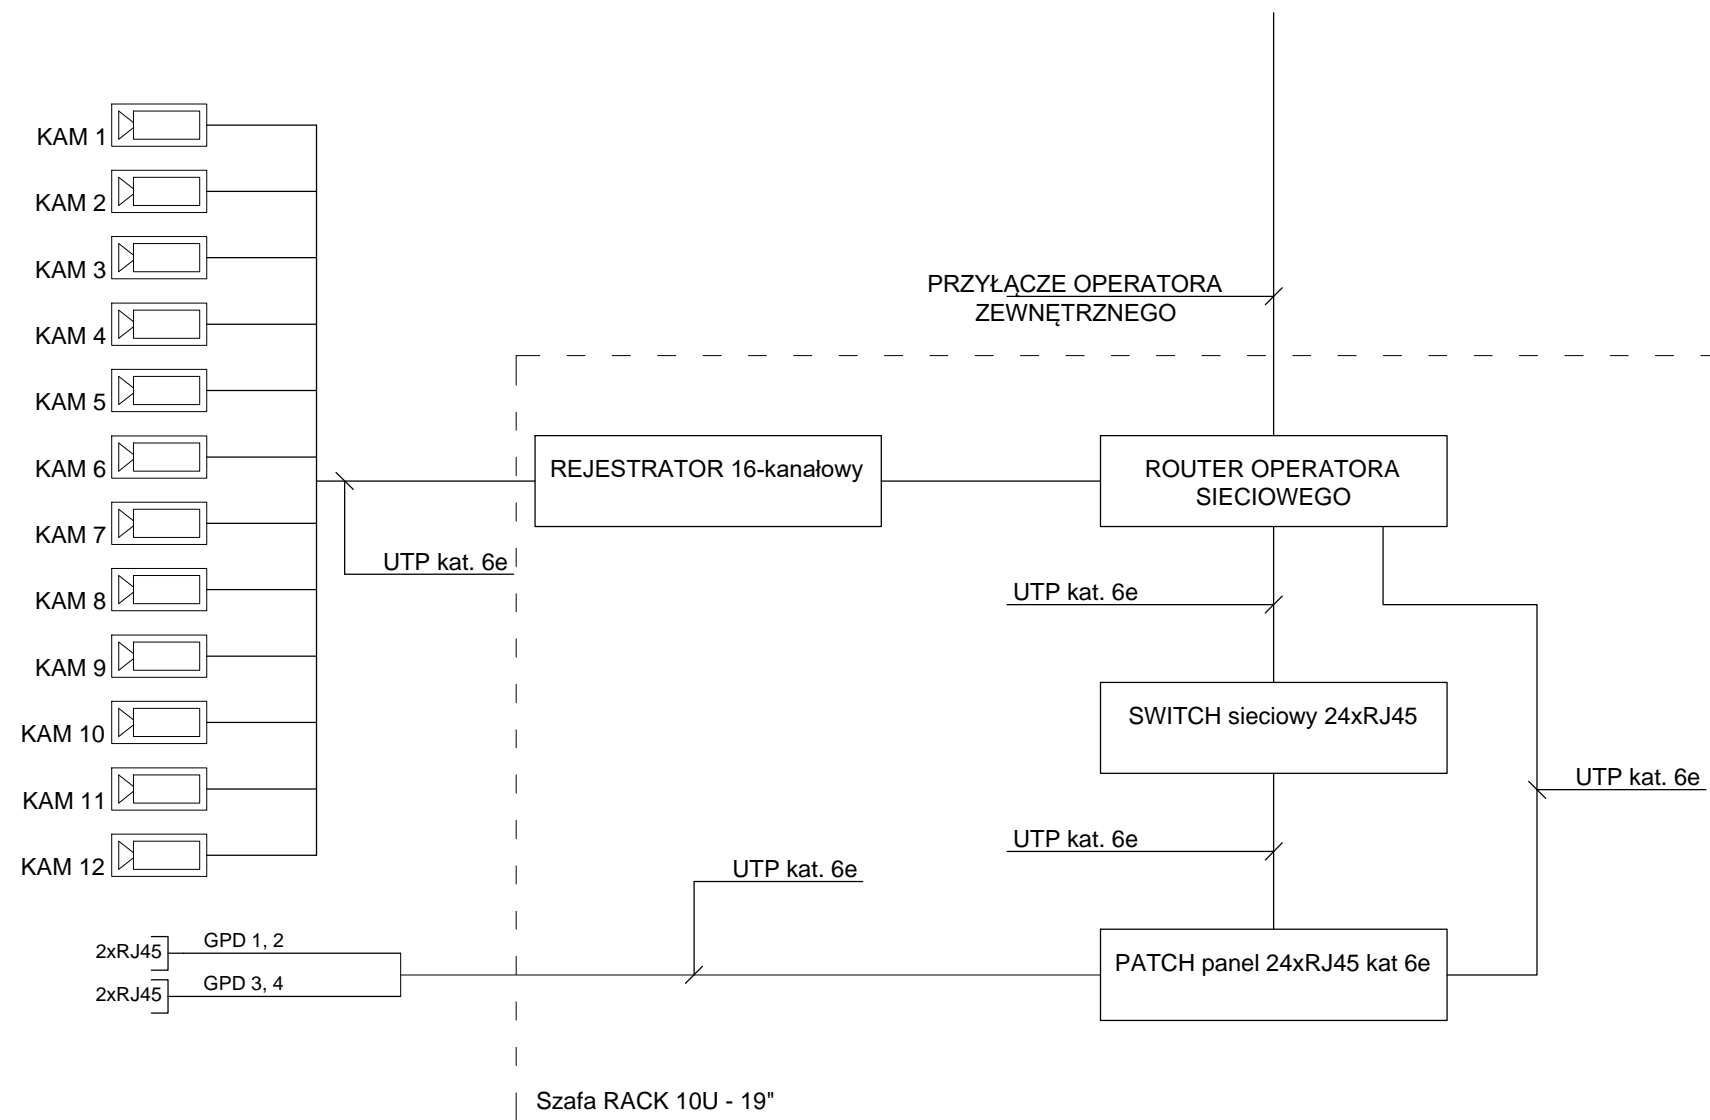 PRZYŁĄCZE OPERATORA
ZEWNĘTRZNEGO
KAM 1
KAM 2
KAM 3
KAM 4
KAM 5
KAM 6
KAM 7
KAM 8
KAM 9
KAM 10
KAM 11
KAM 12
REJESTRATOR 16-kanałowy
ROUTER OPERATORA
SIECIOWEGO
UTP kat. 6e
UTP kat. 6e
SWITCH sieciowy 24xRJ45
UTP kat. 6e
UTP kat. 6e
UTP kat. 6e
2xRJ45
GPD 1, 2
2xRJ45
GPD 3, 4
PATCH panel 24xRJ45 kat 6e
Szafa RACK 10U - 19"